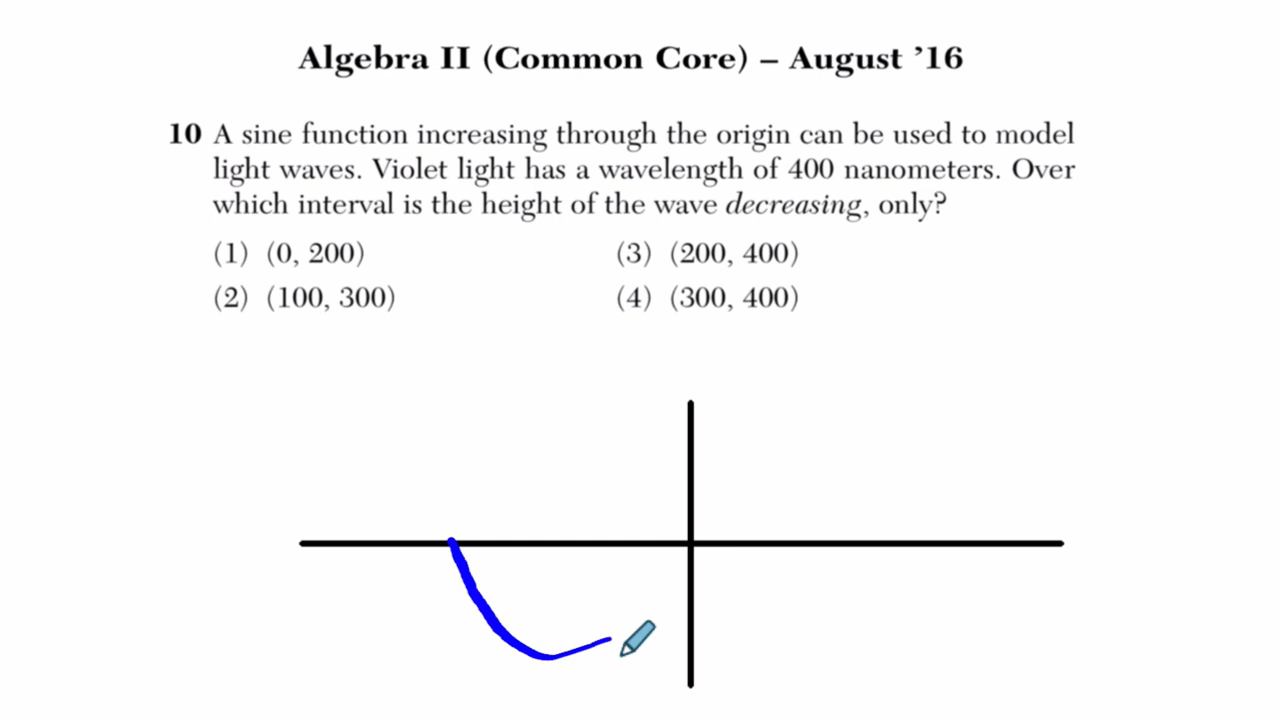 Algebra II (Common Core) – August ’16
10 A sine function increasing through the origin can be used to model
light waves. Violet light has a wavelength of 400 nanometers. Over
which interval is the height of the wave decreasing, only?
(1) (0, 200) (3) (200, 400)
(2) (100, 300) (4) (300, 400)